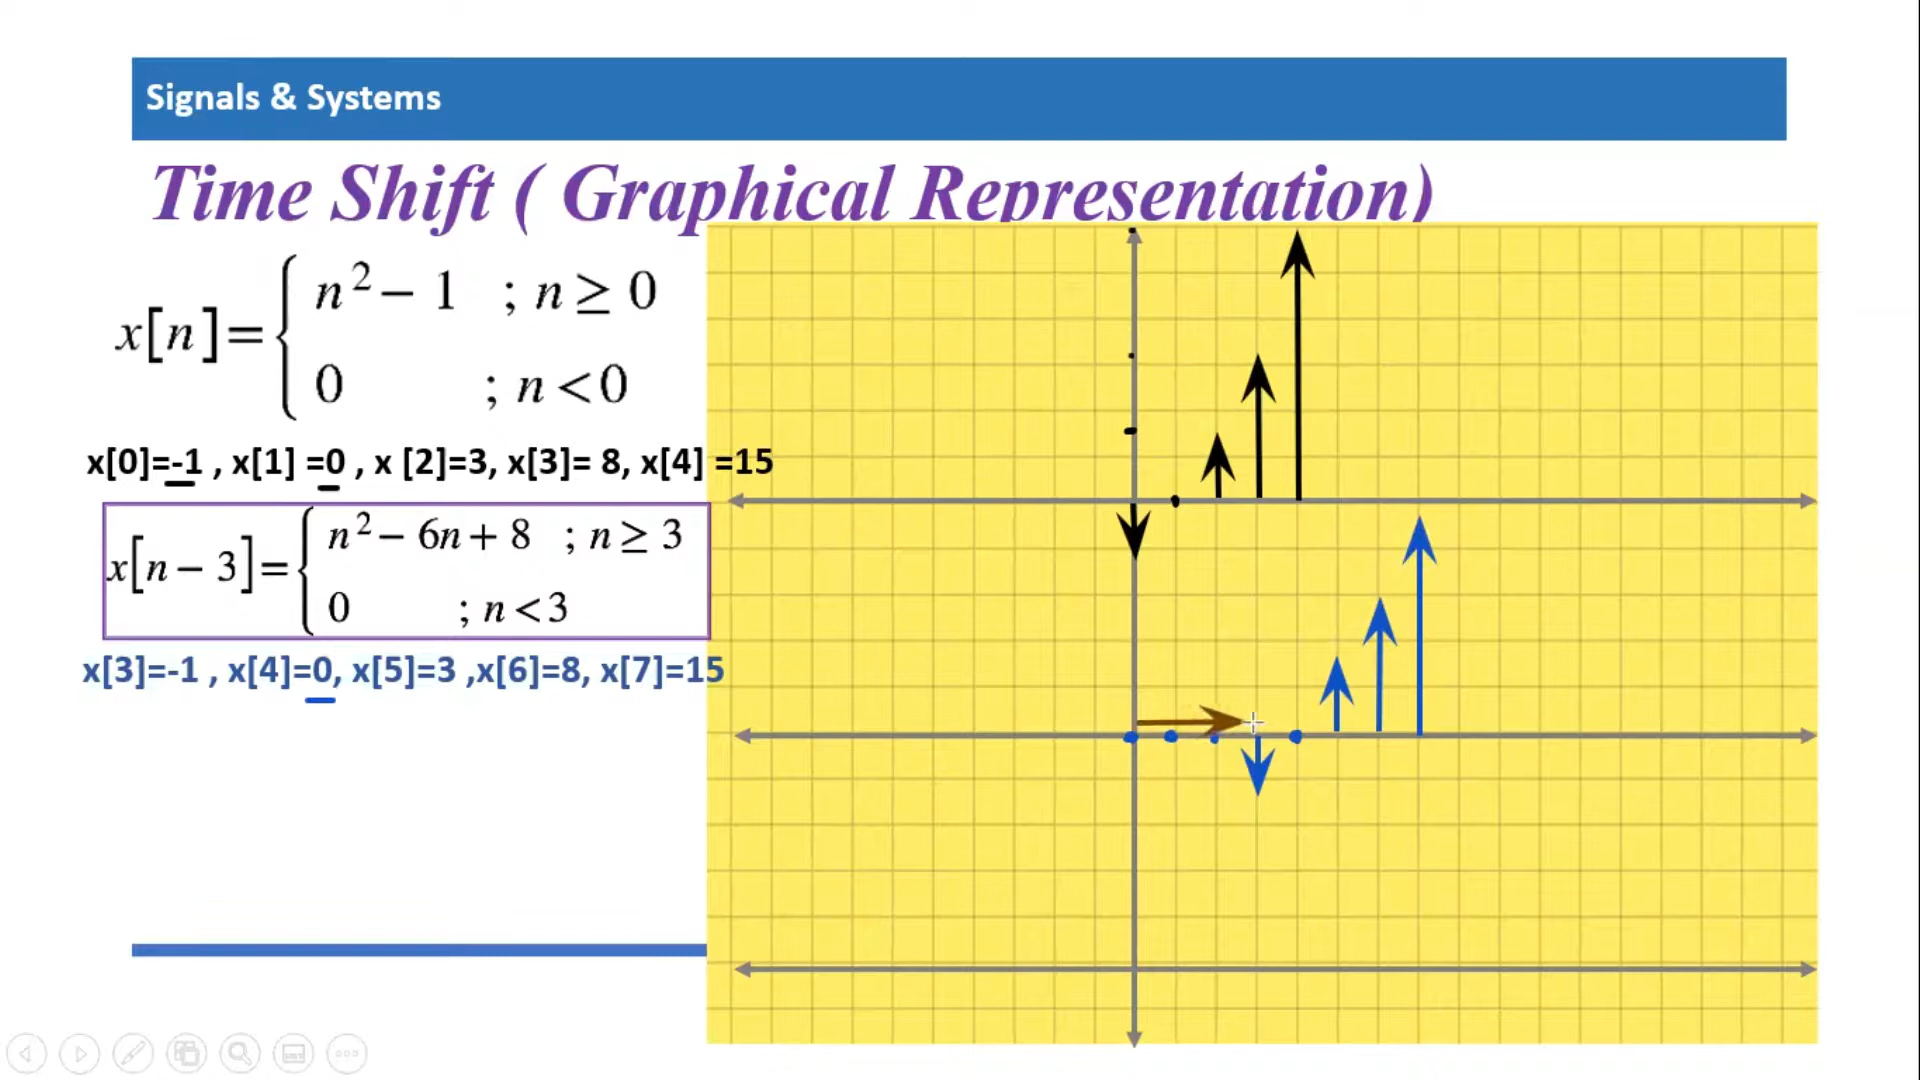 Signals & Systems
Time Shift ( Graphical Representation)
x[n]={ n²− 1 ; n ≥ 0
0 ; n <0
x[0]=-1 , x[1] =0 , x [2]=3, x[3]= 8, x[4] =15
x[n− 3]={ n²− 6n+ 8 ; n ≥ 3
0 ; n <3
x[3]=-1 , x[4]=0, x[5]=3 ,x[6]=8, x[7]=15